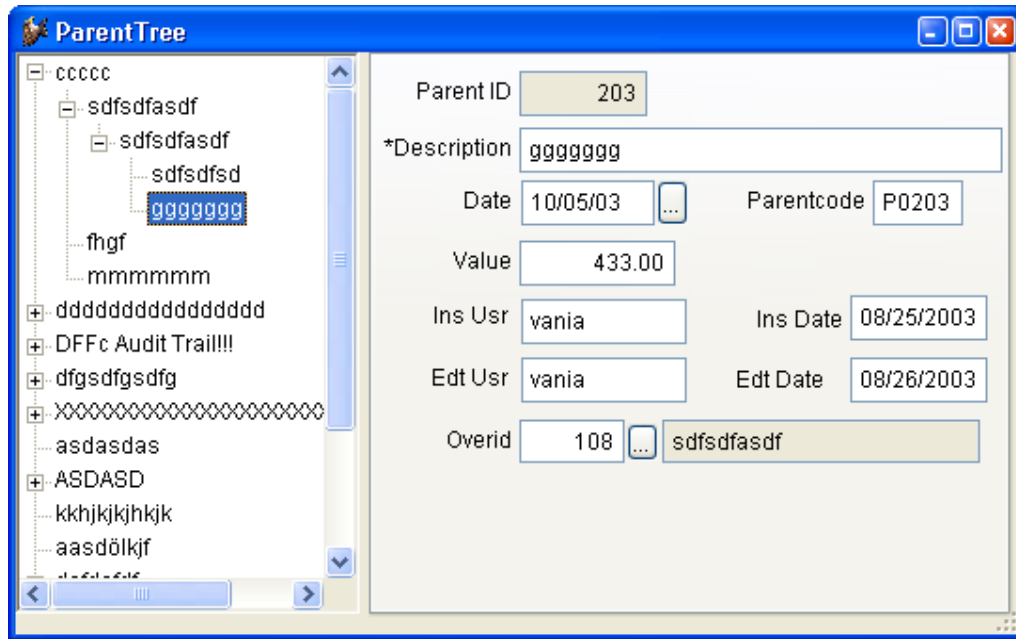 ParentTree
ccccc
sdfsdfasdf
sdfsdfasdf
sdfsdfsd
ggggggg
fhgf
mmmmmm
dddddddddddddddd
DFFc Audit Trail!!!
dfgsdfgsdfg
asdasdas
ASDASD
kkhjkjkjhkjk
aasdölkjf
Parent ID 203
*Description ggggggg
Date 10/05/03 ... Parentcode P0203
Value 433.00
Ins Usr vania Ins Date 08/25/2003
Edt Usr vania Edt Date 08/26/2003
Overid 108 ... sdfsdfasdf